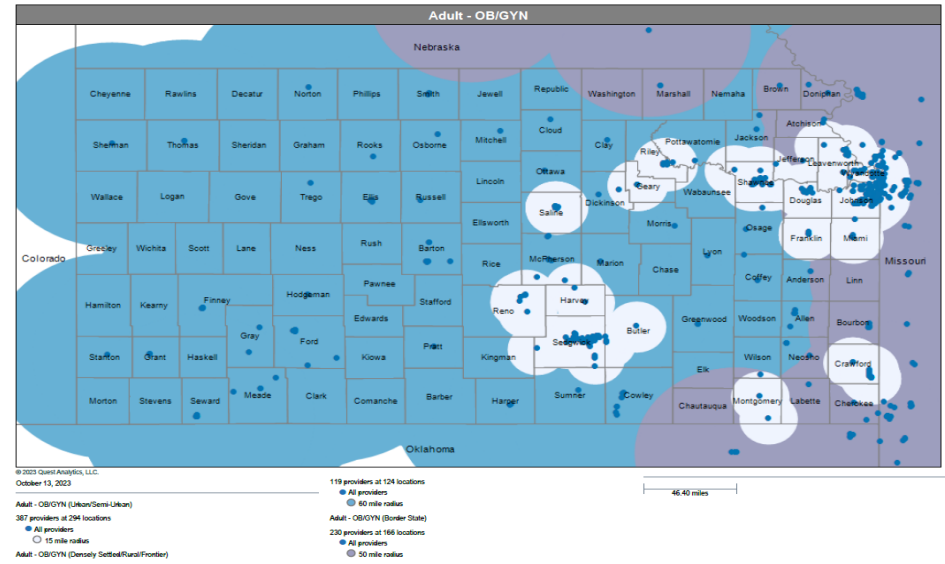 Adult - OB/GYN
Nebraska
Cheyenne
Rawlins
Decatur
Norton
Phillips
Smith
Jewell
Republic
Washington
Marshall
Nemaha
Brown
Doniphan
Atchison
Cloud
Clay
Riley
Pottawatomie
Jackson
Sherman
Thomas
Sheridan
Graham
Rooks
Osborne
Mitchell
Jefferson
Leavenworth
Wyandotte
Ottawa
Lincoln
Geary
Shawnee
Wabaunsee
Wallace
Logan
Gove
Trego
Ellis
Russell
Dickinson
Douglas
Johnson
Saline
Ellsworth
Morris
Osage
Franklin
Miami
Colorado
Greeley
Wichita
Scott
Lane
Ness
Rush
Barton
Rice
McPherson
Marion
Lyon
Chase
Missouri
Coffey
Anderson
Linn
Hamilton
Kearny
Finney
Hodgeman
Pawnee
Stafford
Edwards
Reno
Harvey
Greenwood
Woodson
Allen
Bourbon
Gray
Ford
Butler
Sedgwick
Stanton
Grant
Haskell
Kiowa
Pratt
Kingman
Elk
Wilson
Neosho
Crawford
Morton
Stevens
Seward
Meade
Clark
Comanche
Barber
Harper
Sumner
Cowley
Chautauqua
Montgomery
Labette
Cherokee
Oklahoma
© 2023 Quest Analytics, LLC.
October 13, 2023
Adult - OB/GYN (Urban/Semi-Urban)
387 providers at 294 locations
All providers
15 mile radius
Adult - OB/GYN (Densely Settled/Rural/Frontier)
119 providers at 124 locations
All providers
60 mile radius
Adult - OB/GYN (Border State)
230 providers at 166 locations
All providers
50 mile radius
46.40 miles